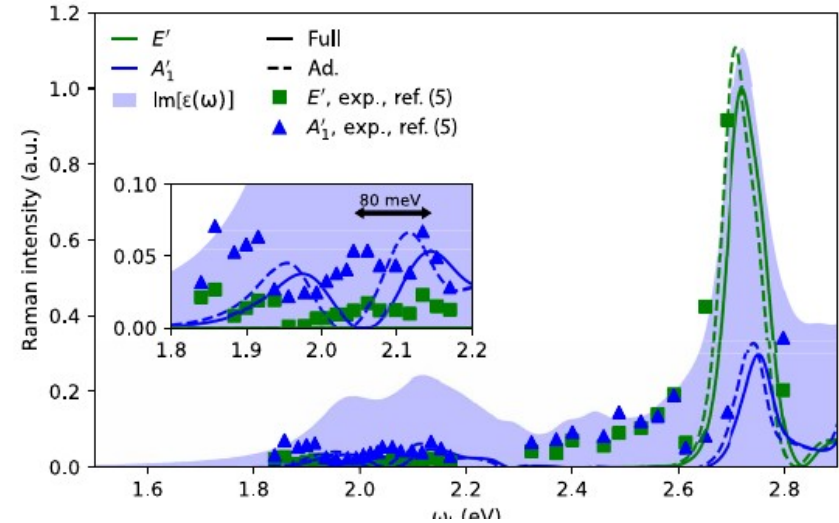 1.2
1.0
0.8
0.6
0.4
0.2
0.0
Raman intensity (a.u.)
E′
A′₁
Im[ε(ω)]
Full
Ad.
E′, exp., ref. (5)
A′₁, exp., ref. (5)
0.10
0.05
0.00
80 meV
1.8 1.9 2.0 2.1 2.2
1.6 1.8 2.0 2.2 2.4 2.6 2.8
(eV)